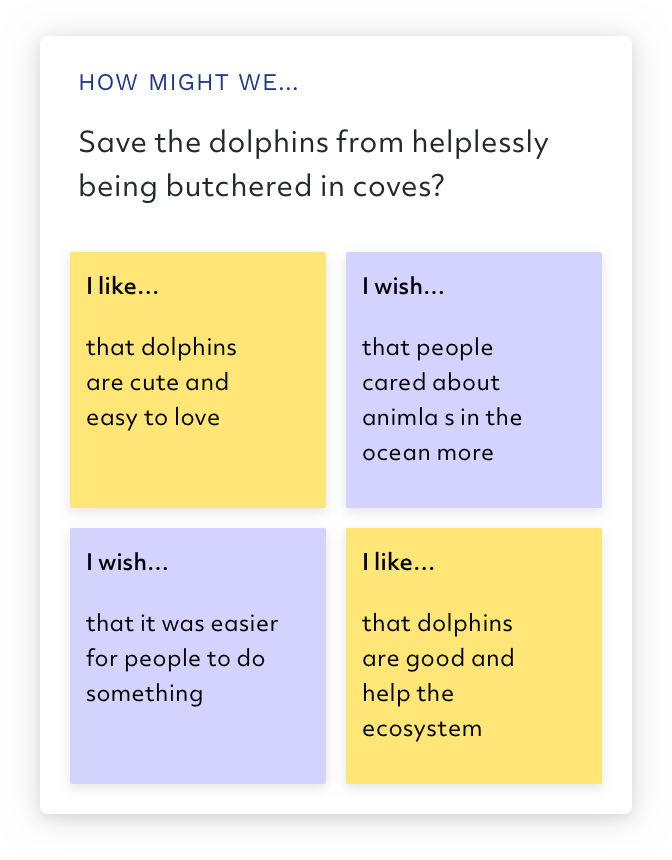 HOW MIGHT WE...
Save the dolphins from helplessly
being butchered in coves?
I like...
that dolphins
are cute and
easy to love
I wish...
that people
cared about
animla s in the
ocean more
I wish...
that it was easier
for people to do
something
I like...
that dolphins
are good and
help the
ecosystem